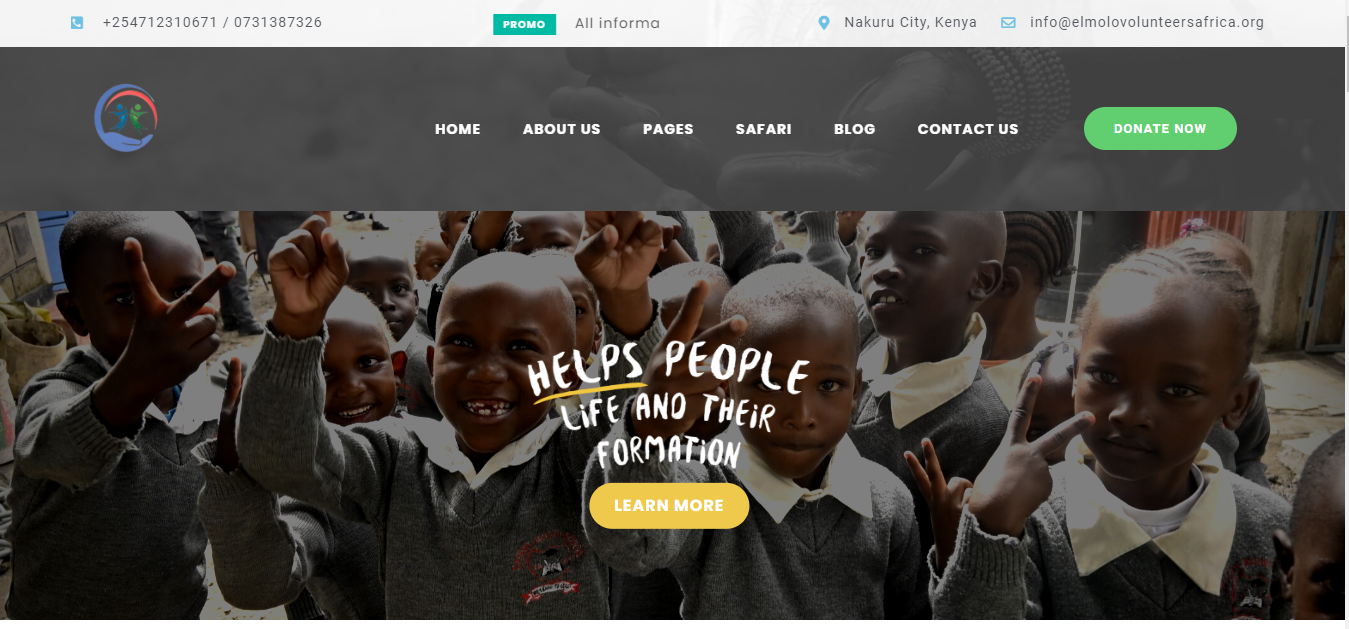 +254712310671 / 0731387326
PROMO
All informa
Nakuru City, Kenya
info@elmolovolunteersafrica.org
HOME
ABOUT US
PAGES
SAFARI
BLOG
CONTACT US
DONATE NOW
HELPS PEOPLE
LiFE AND THEiR
FORMATiON
LEARN MORE